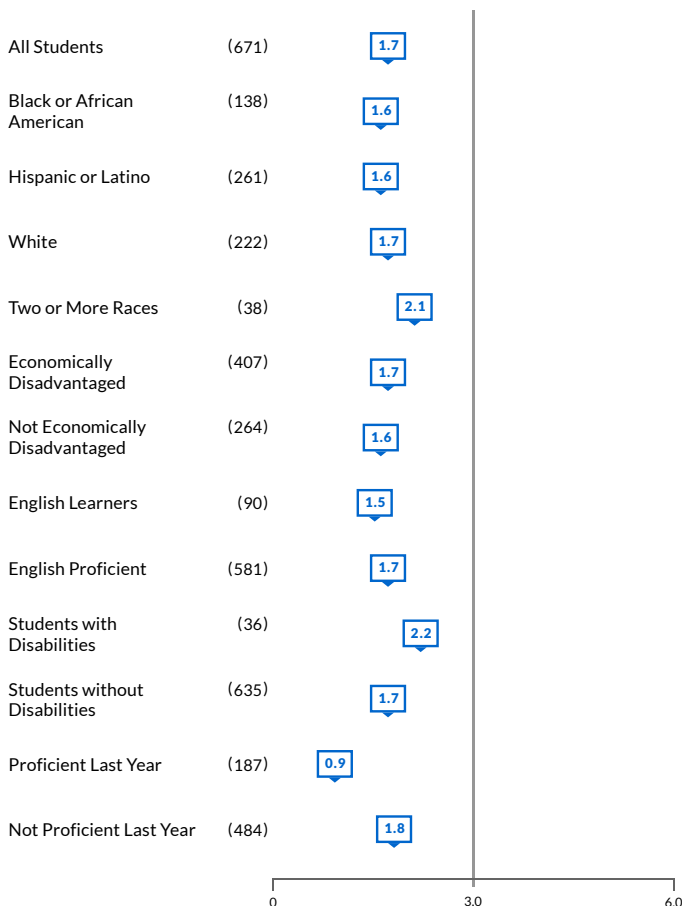 All Students (671) 1.7
Black or African
American (138) 1.6
Hispanic or Latino (261) 1.6
White (222) 1.7
Two or More Races (38) 2.1
Economically
Disadvantaged (407) 1.7
Not Economically
Disadvantaged (264) 1.6
English Learners (90) 1.5
English Proficient (581) 1.7
Students with
Disabilities (36) 2.2
Students without
Disabilities (635) 1.7
Proficient Last Year (187) 0.9
Not Proficient Last Year (484) 1.8
0 3.0 6.0